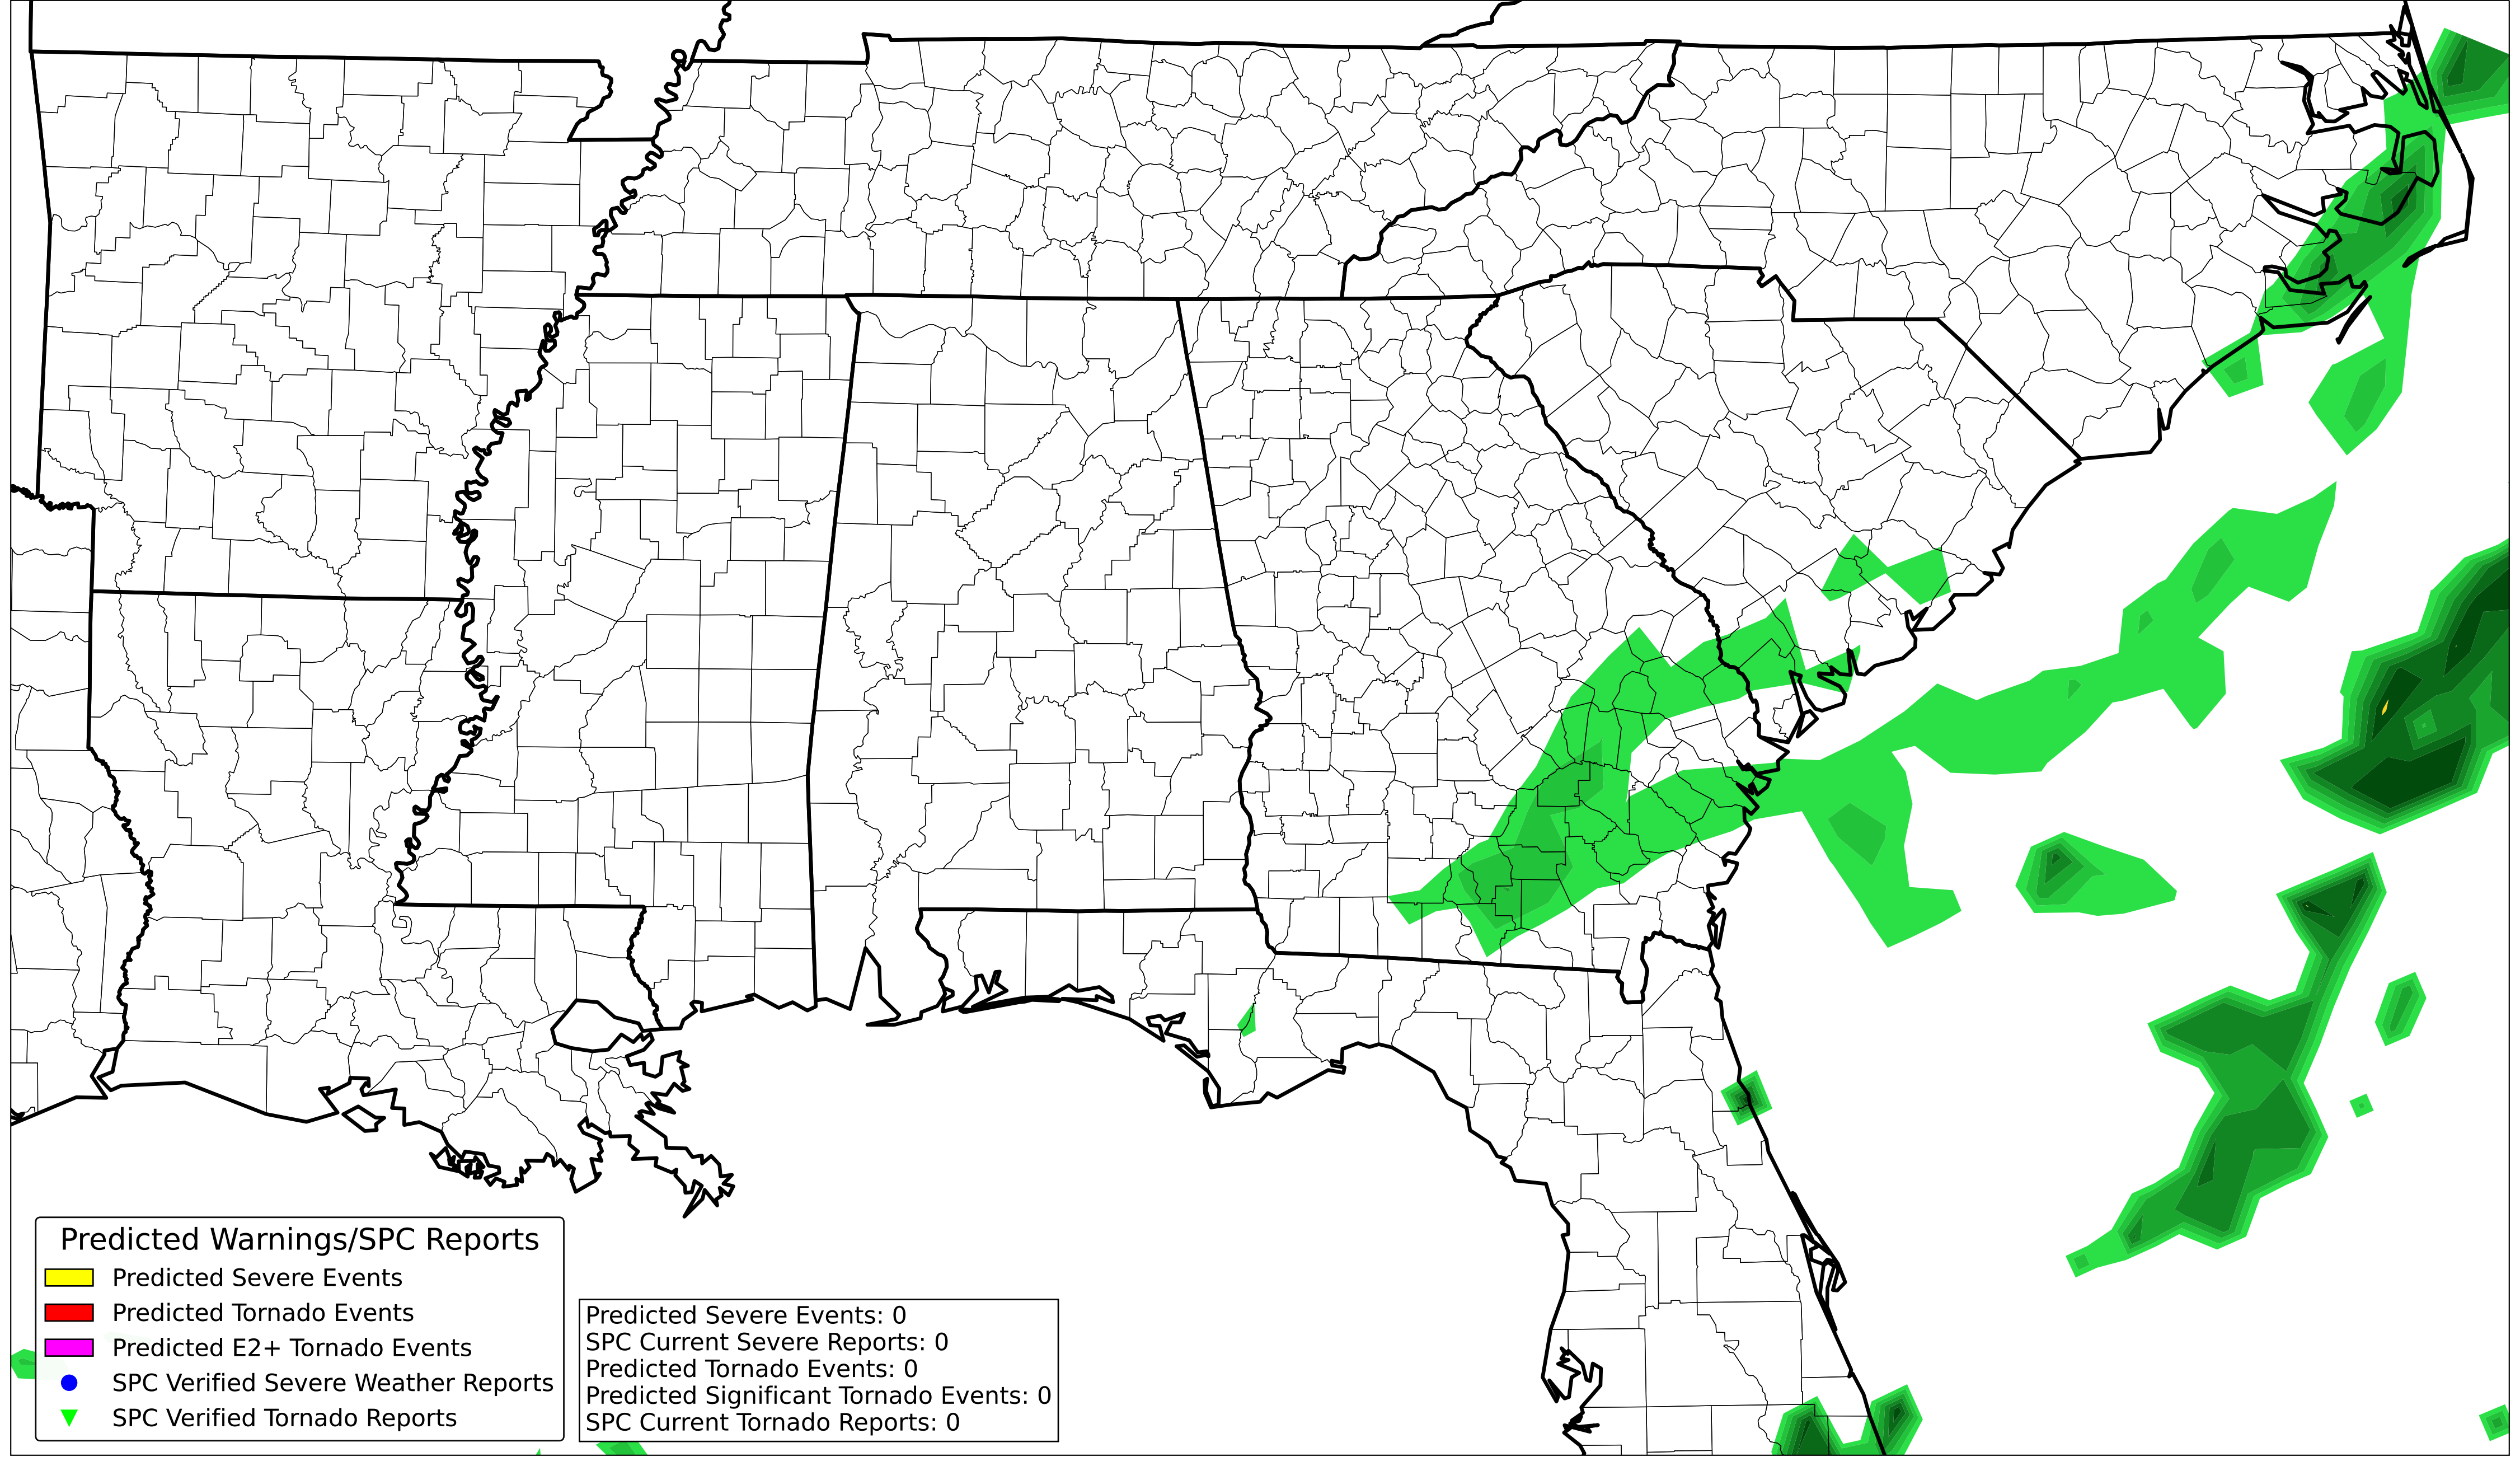 Predicted Warnings/SPC Reports
Predicted Severe Events
Predicted Tornado Events
Predicted E2+ Tornado Events
SPC Verified Severe Weather Reports
SPC Verified Tornado Reports
Predicted Severe Events: 0
SPC Current Severe Reports: 0
Predicted Tornado Events: 0
Predicted Significant Tornado Events: 0
SPC Current Tornado Reports: 0